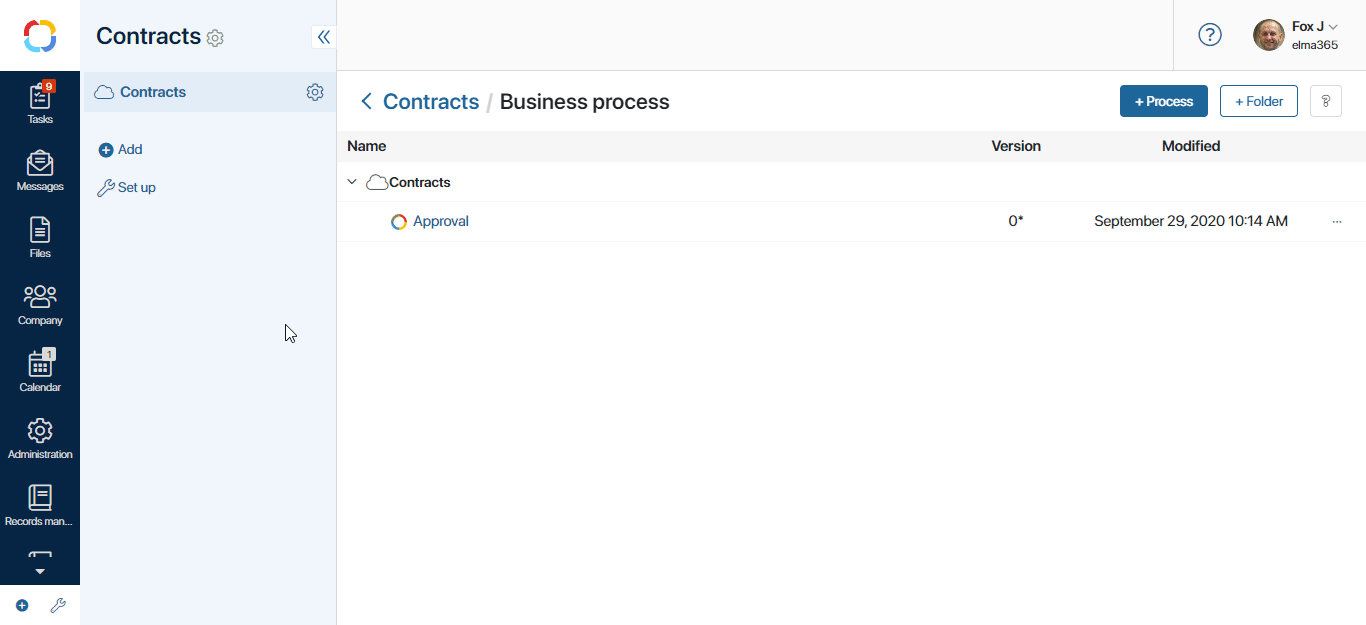 Contracts
Fox J
elma365
9
Tasks
Messages
Files
Company
1
Calendar
Administration
Records man...
Contracts
Add
Set up
Contracts / Business process
+ Process
+ Folder
?
Name Version Modified
Contracts
Approval 0* September 29, 2020 10:14 AM ...